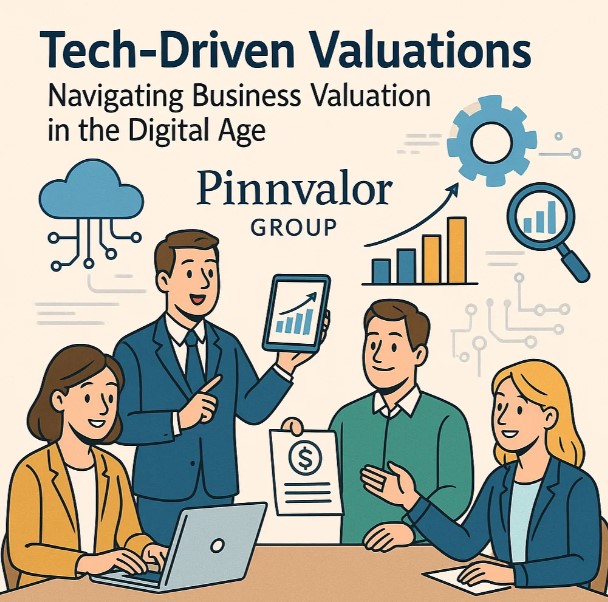 Tech-Driven Valuations
Navigating Business Valuation
in the Digital Age
Pinnvalor
GROUP
$